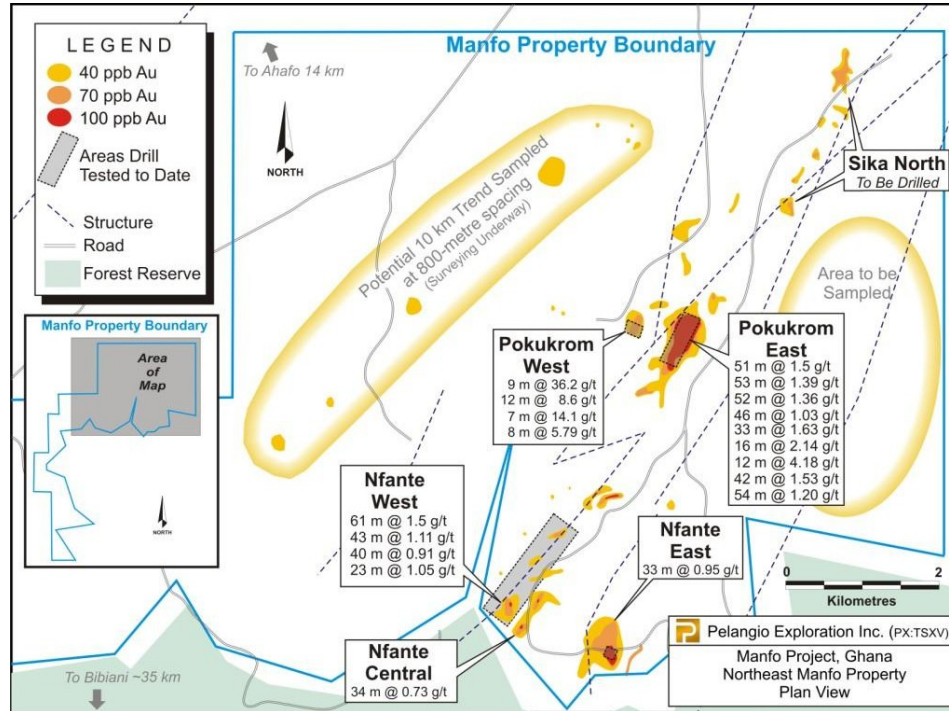 LEGEND
40 ppb Au
70 ppb Au
100 ppb Au
Areas Drill
Tested to Date
Structure
Road
Forest Reserve
Manfo Property Boundary
To Ahafo 14 km
NORTH
Potential 10 km Trend Sampled
at 800-metre spacing
(Surveying Underway)
Sika North
To Be Drilled
Area to be
Sampled
Manfo Property Boundary
Area
of
Map
NORTH
Pokukrom
West
9 m @ 36.2 g/t
12 m @ 8.6 g/t
7 m @ 14.1 g/t
8 m @ 5.79 g/t
Pokukrom
East
51 m @ 1.5 g/t
53 m @ 1.39 g/t
52 m @ 1.36 g/t
46 m @ 1.03 g/t
33 m @ 1.63 g/t
16 m @ 2.14 g/t
12 m @ 4.18 g/t
42 m @ 1.53 g/t
54 m @ 1.20 g/t
Nfante
West
61 m @ 1.5 g/t
43 m @ 1.11 g/t
40 m @ 0.91 g/t
23 m @ 1.05 g/t
Nfante
East
33 m @ 0.95 g/t
Nfante
Central
34 m @ 0.73 g/t
To Bibiani ~35 km
0 2
Kilometres
Pelangio Exploration Inc. (PX:TSXV)
Manfo Project, Ghana
Northeast Manfo Property
Plan View